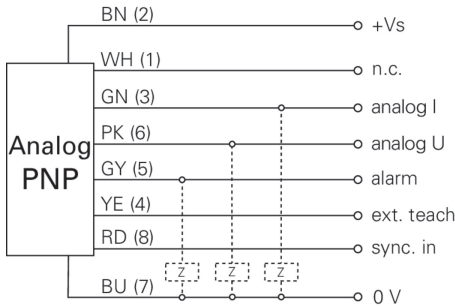 BN (2) +Vs
WH (1) n.c.
GN (3) analog I
PK (6) analog U
Analog
PNP
GY (5) alarm
YE (4) ext. teach
RD (8) sync. in
Z Z Z
BU (7) 0 V